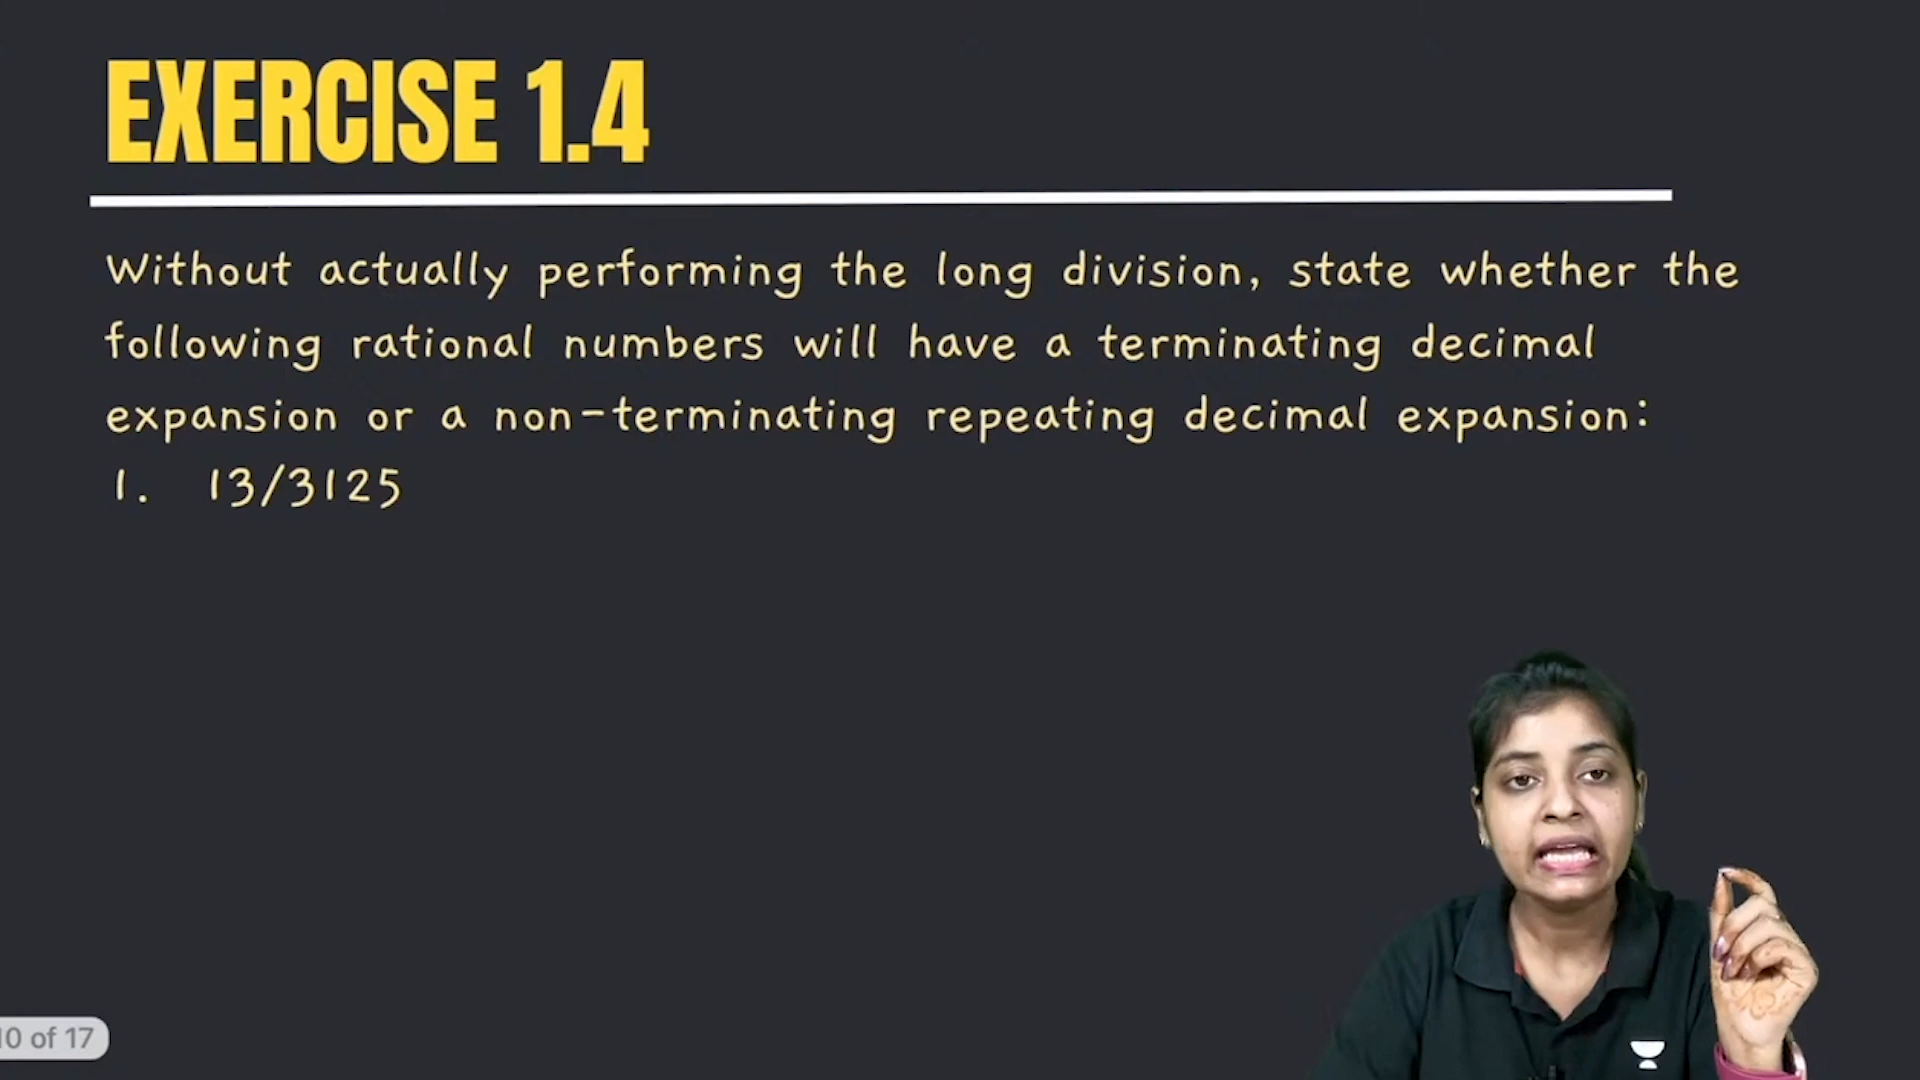 EXERCISE 1.4
Without actually performing the long division, state whether the
following rational numbers will have a terminating decimal
expansion or a non-terminating repeating decimal expansion:
1. 13/3125
10 of 17